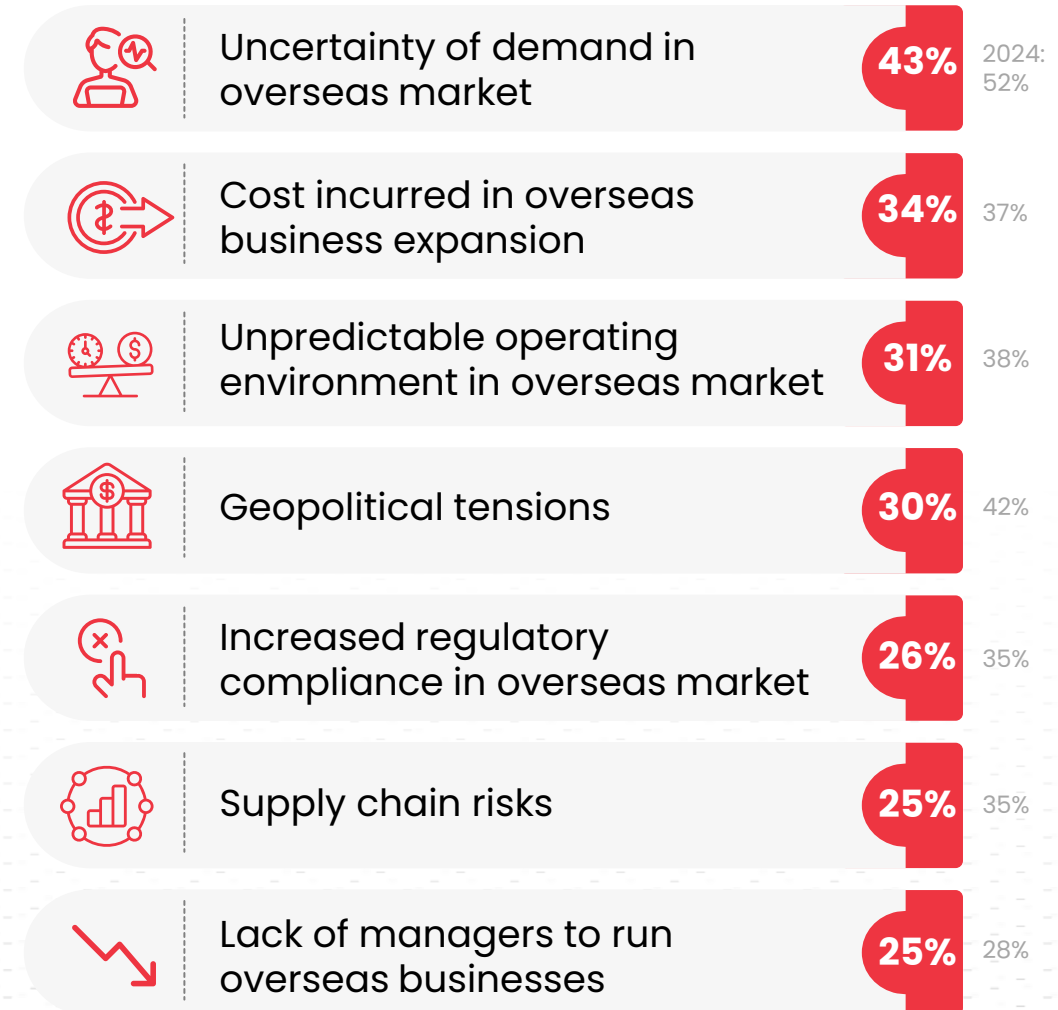 Uncertainty of demand in
overseas market
43%
2024:
52%
Cost incurred in overseas
business expansion
34%
37%
Unpredictable operating
environment in overseas market
31%
38%
Geopolitical tensions
30%
42%
Increased regulatory
compliance in overseas market
26%
35%
Supply chain risks
25%
35%
Lack of managers to run
overseas businesses
25%
28%